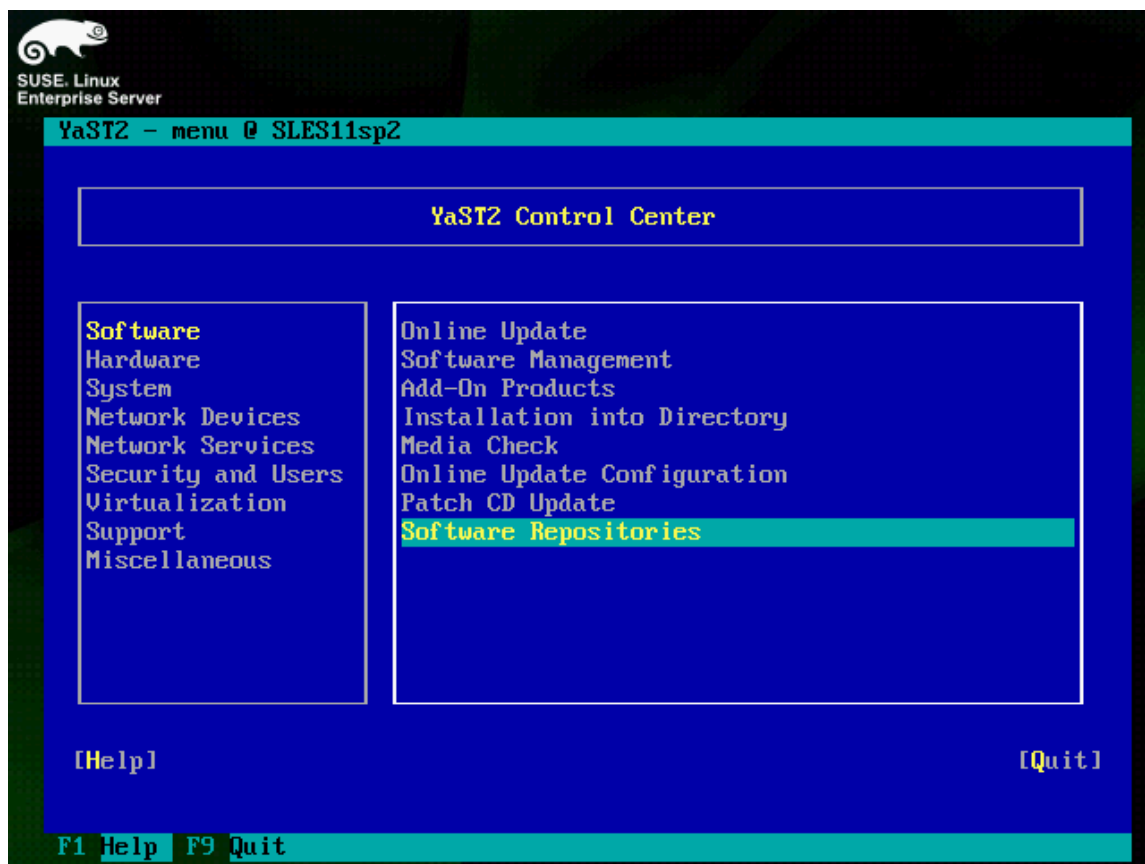 SUSE. Linux
Enterprise Server
YaST2 - menu @ SLES11sp2
YaST2 Control Center
Software
Hardware
System
Network Devices
Network Services
Security and Users
Virtualization
Support
Miscellaneous
Online Update
Software Management
Add-On Products
Installation into Directory
Media Check
Online Update Configuration
Patch CD Update
Software Repositories
[Help] [Quit]
F1 Help F9 Quit